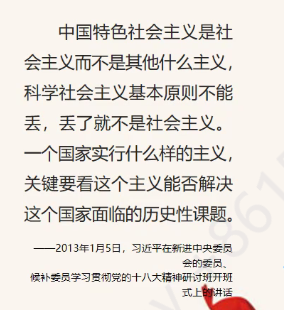 中国特色社会主义是社
会主义而不是其他什么主义，
科学社会主义基本原则不能
丢，丢了就不是社会主义。
一个国家实行什么样的主义，
关键要看这个主义能否解决
这个国家面临的历史性课题。
——2013年1月5日，习近平在新进中央委员
会的委员、
候补委员学习贯彻党的十八大精神研讨班开班
式上的讲话